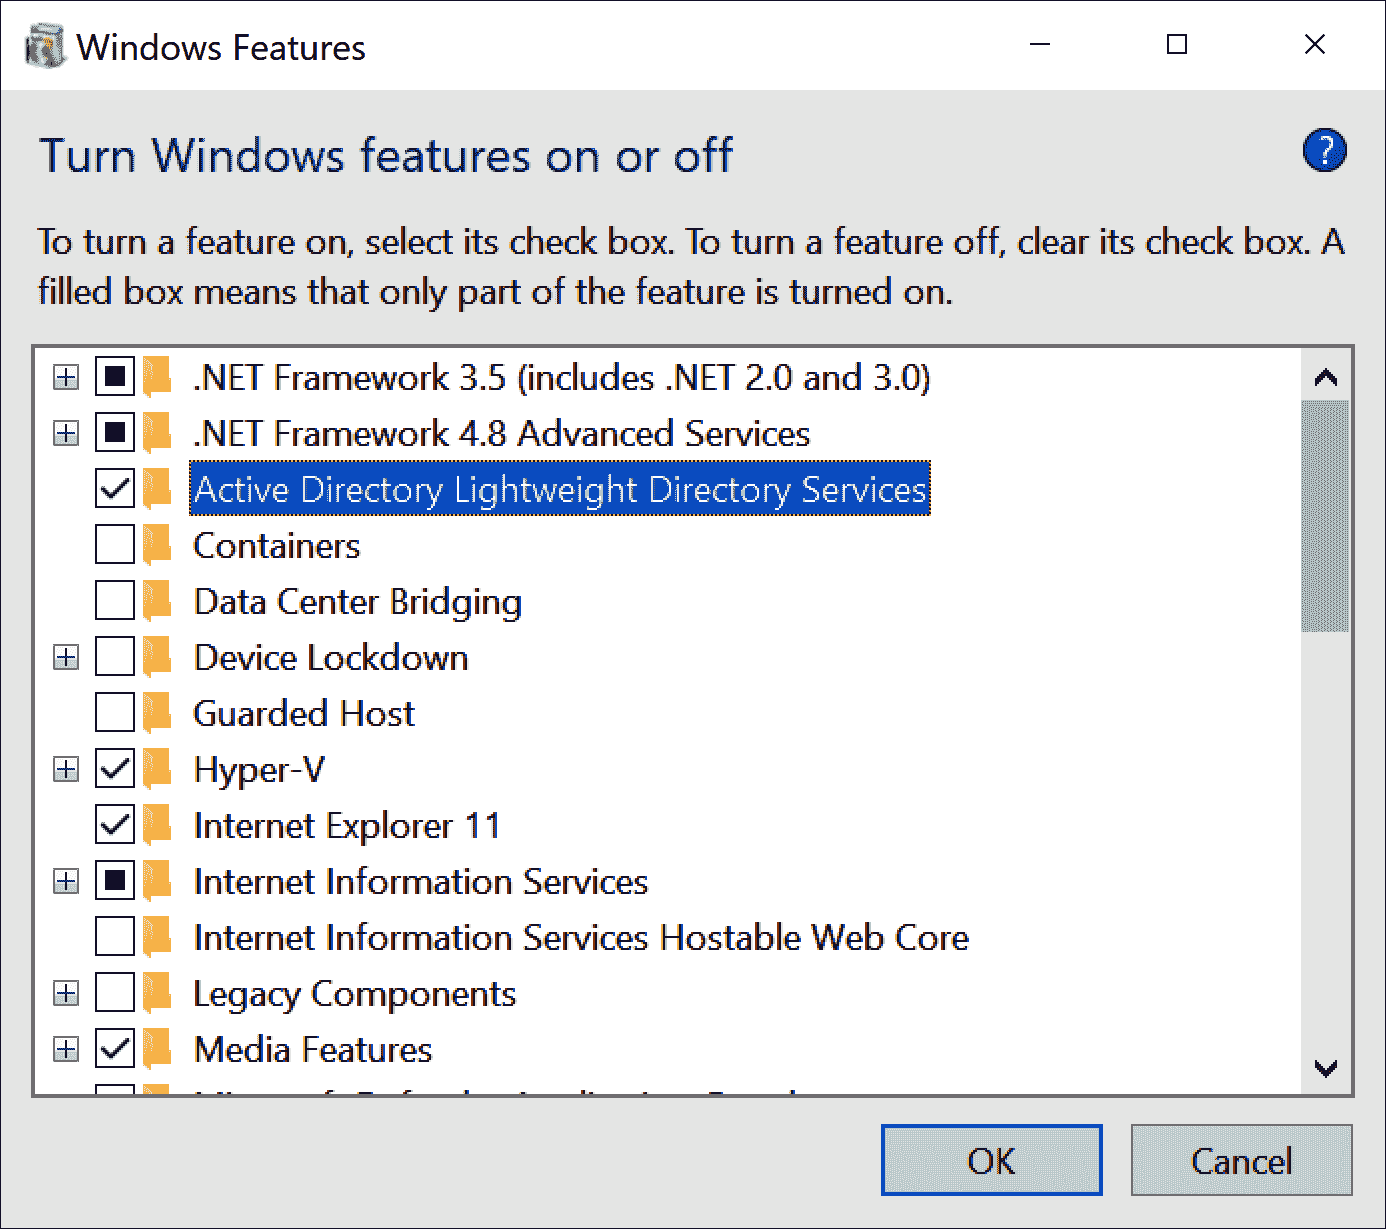 Windows Features
Turn Windows features on or off
?
To turn a feature on, select its check box. To turn a feature off, clear its check box. A
filled box means that only part of the feature is turned on.
.NET Framework 3.5 (includes .NET 2.0 and 3.0)
.NET Framework 4.8 Advanced Services
Active Directory Lightweight Directory Services
Containers
Data Center Bridging
Device Lockdown
Guarded Host
Hyper-V
Internet Explorer 11
Internet Information Services
Internet Information Services Hostable Web Core
Legacy Components
Media Features
OK
Cancel